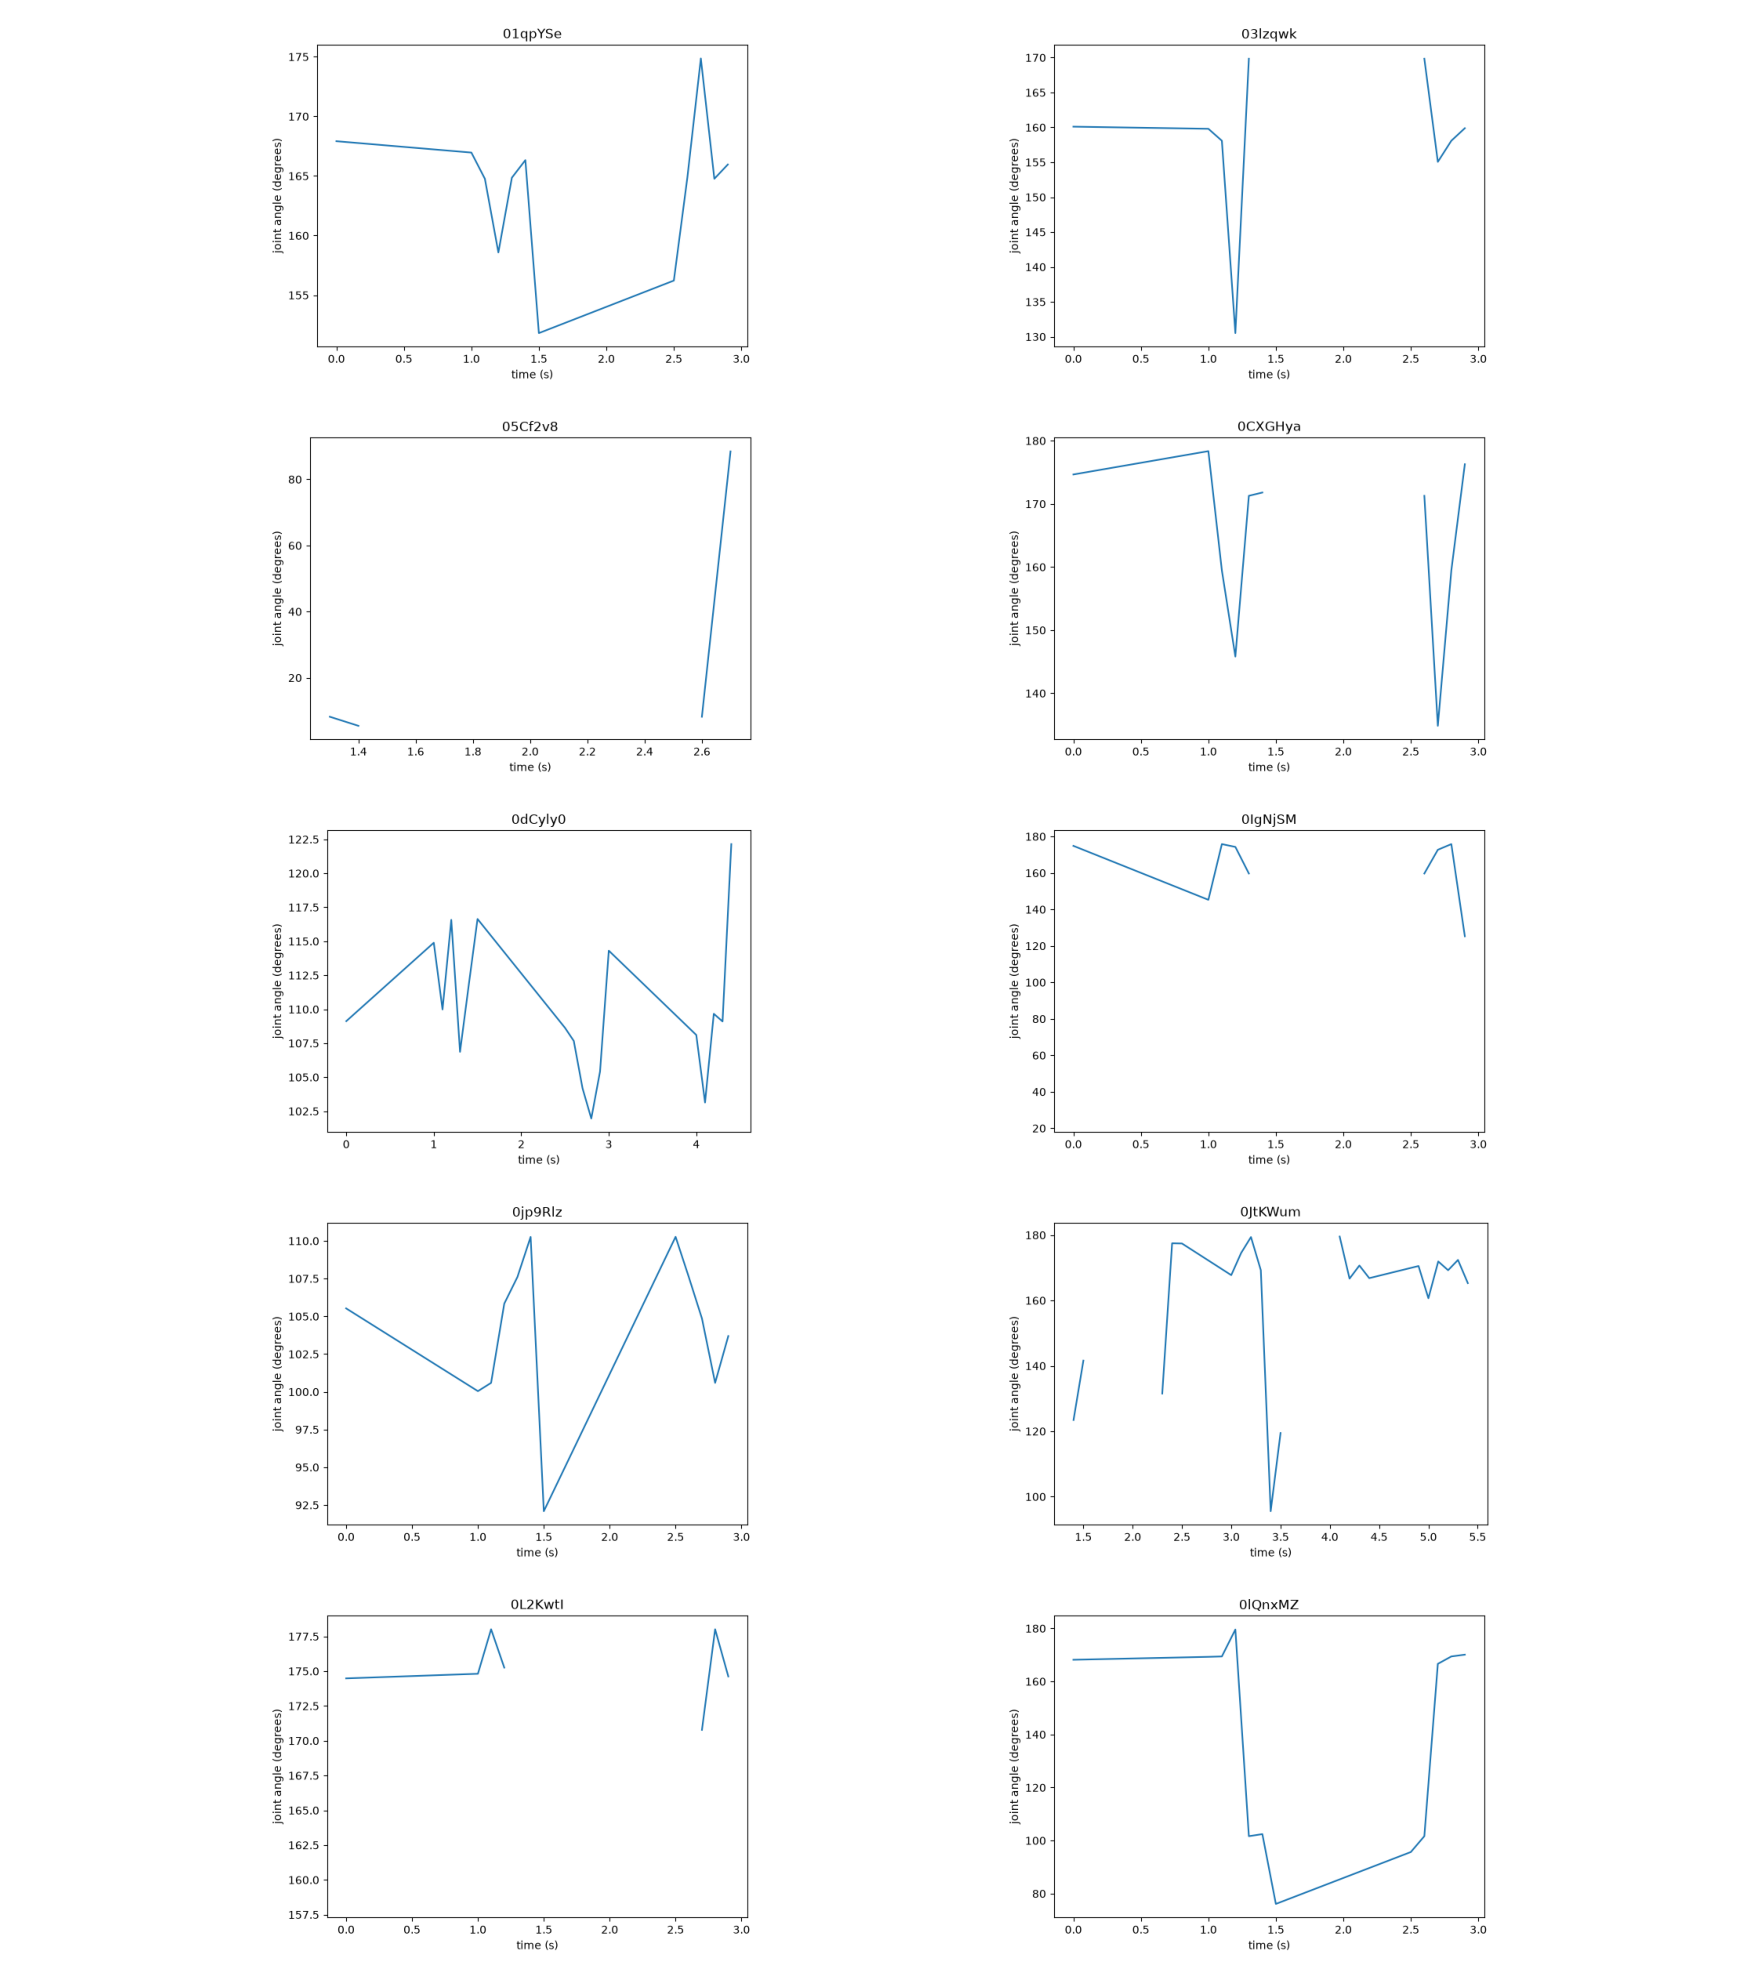 01qpYSe
175
170
165
160
155
joint angle (degrees)
0.0 0.5 1.0 1.5 2.0 2.5 3.0
time (s)
03lzqwk
170
165
160
155
150
145
140
135
130
joint angle (degrees)
0.0 0.5 1.0 1.5 2.0 2.5 3.0
time (s)
05Cf2v8
80
60
40
20
joint angle (degrees)
1.4 1.6 1.8 2.0 2.2 2.4 2.6
time (s)
0CXGHya
180
170
160
150
140
joint angle (degrees)
0.0 0.5 1.0 1.5 2.0 2.5 3.0
time (s)
0dCyly0
122.5
120.0
117.5
115.0
112.5
110.0
107.5
105.0
102.5
joint angle (degrees)
0 1 2 3 4
time (s)
0IgNjSM
180
160
140
120
100
80
60
40
20
joint angle (degrees)
0.0 0.5 1.0 1.5 2.0 2.5 3.0
time (s)
0jp9Rlz
110.0
107.5
105.0
102.5
100.0
97.5
95.0
92.5
joint angle (degrees)
0.0 0.5 1.0 1.5 2.0 2.5 3.0
time (s)
0JtKWum
180
160
140
120
100
joint angle (degrees)
1.5 2.0 2.5 3.0 3.5 4.0 4.5 5.0 5.5
time (s)
0L2KwtI
177.5
175.0
172.5
170.0
167.5
165.0
162.5
160.0
157.5
joint angle (degrees)
0.0 0.5 1.0 1.5 2.0 2.5 3.0
time (s)
0lQnxMZ
180
160
140
120
100
80
joint angle (degrees)
0.0 0.5 1.0 1.5 2.0 2.5 3.0
time (s)